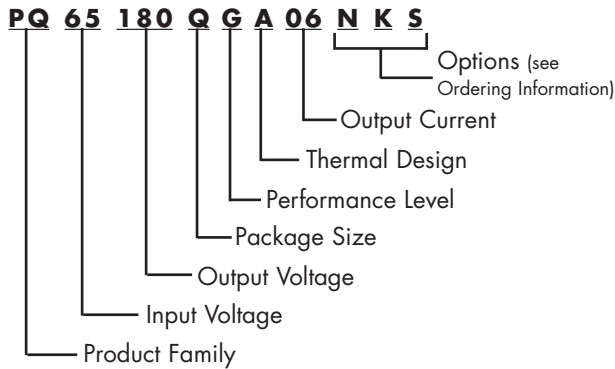 PQ 65 180 Q G A 06 N K S
Options (see
Ordering Information)
Output Current
Thermal Design
Performance Level
Package Size
Output Voltage
Input Voltage
Product Family